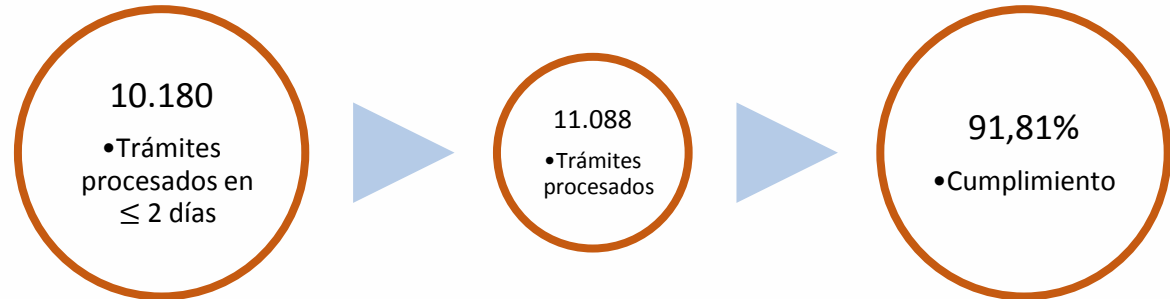 10.180
•Trámites
procesados en
≤ 2 días
11.088
•Trámites
procesados
91,81%
•Cumplimiento